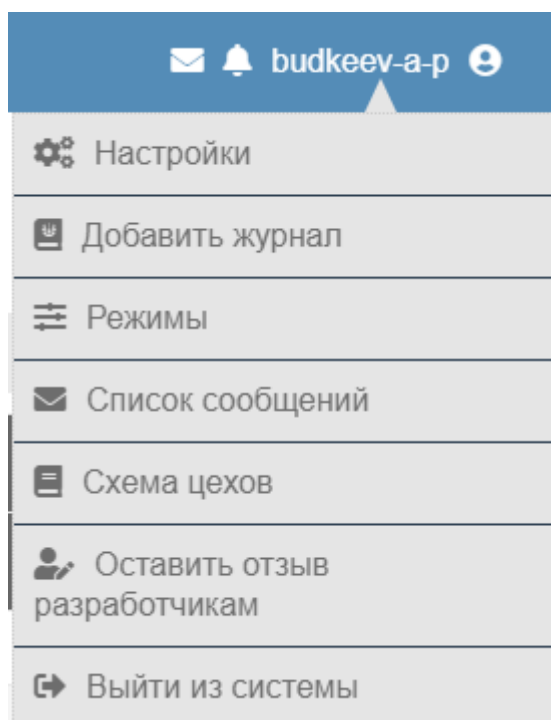 budkeev-a-p
Настройки
Добавить журнал
Режимы
Список сообщений
Схема цехов
Оставить отзыв
разработчикам
Выйти из системы